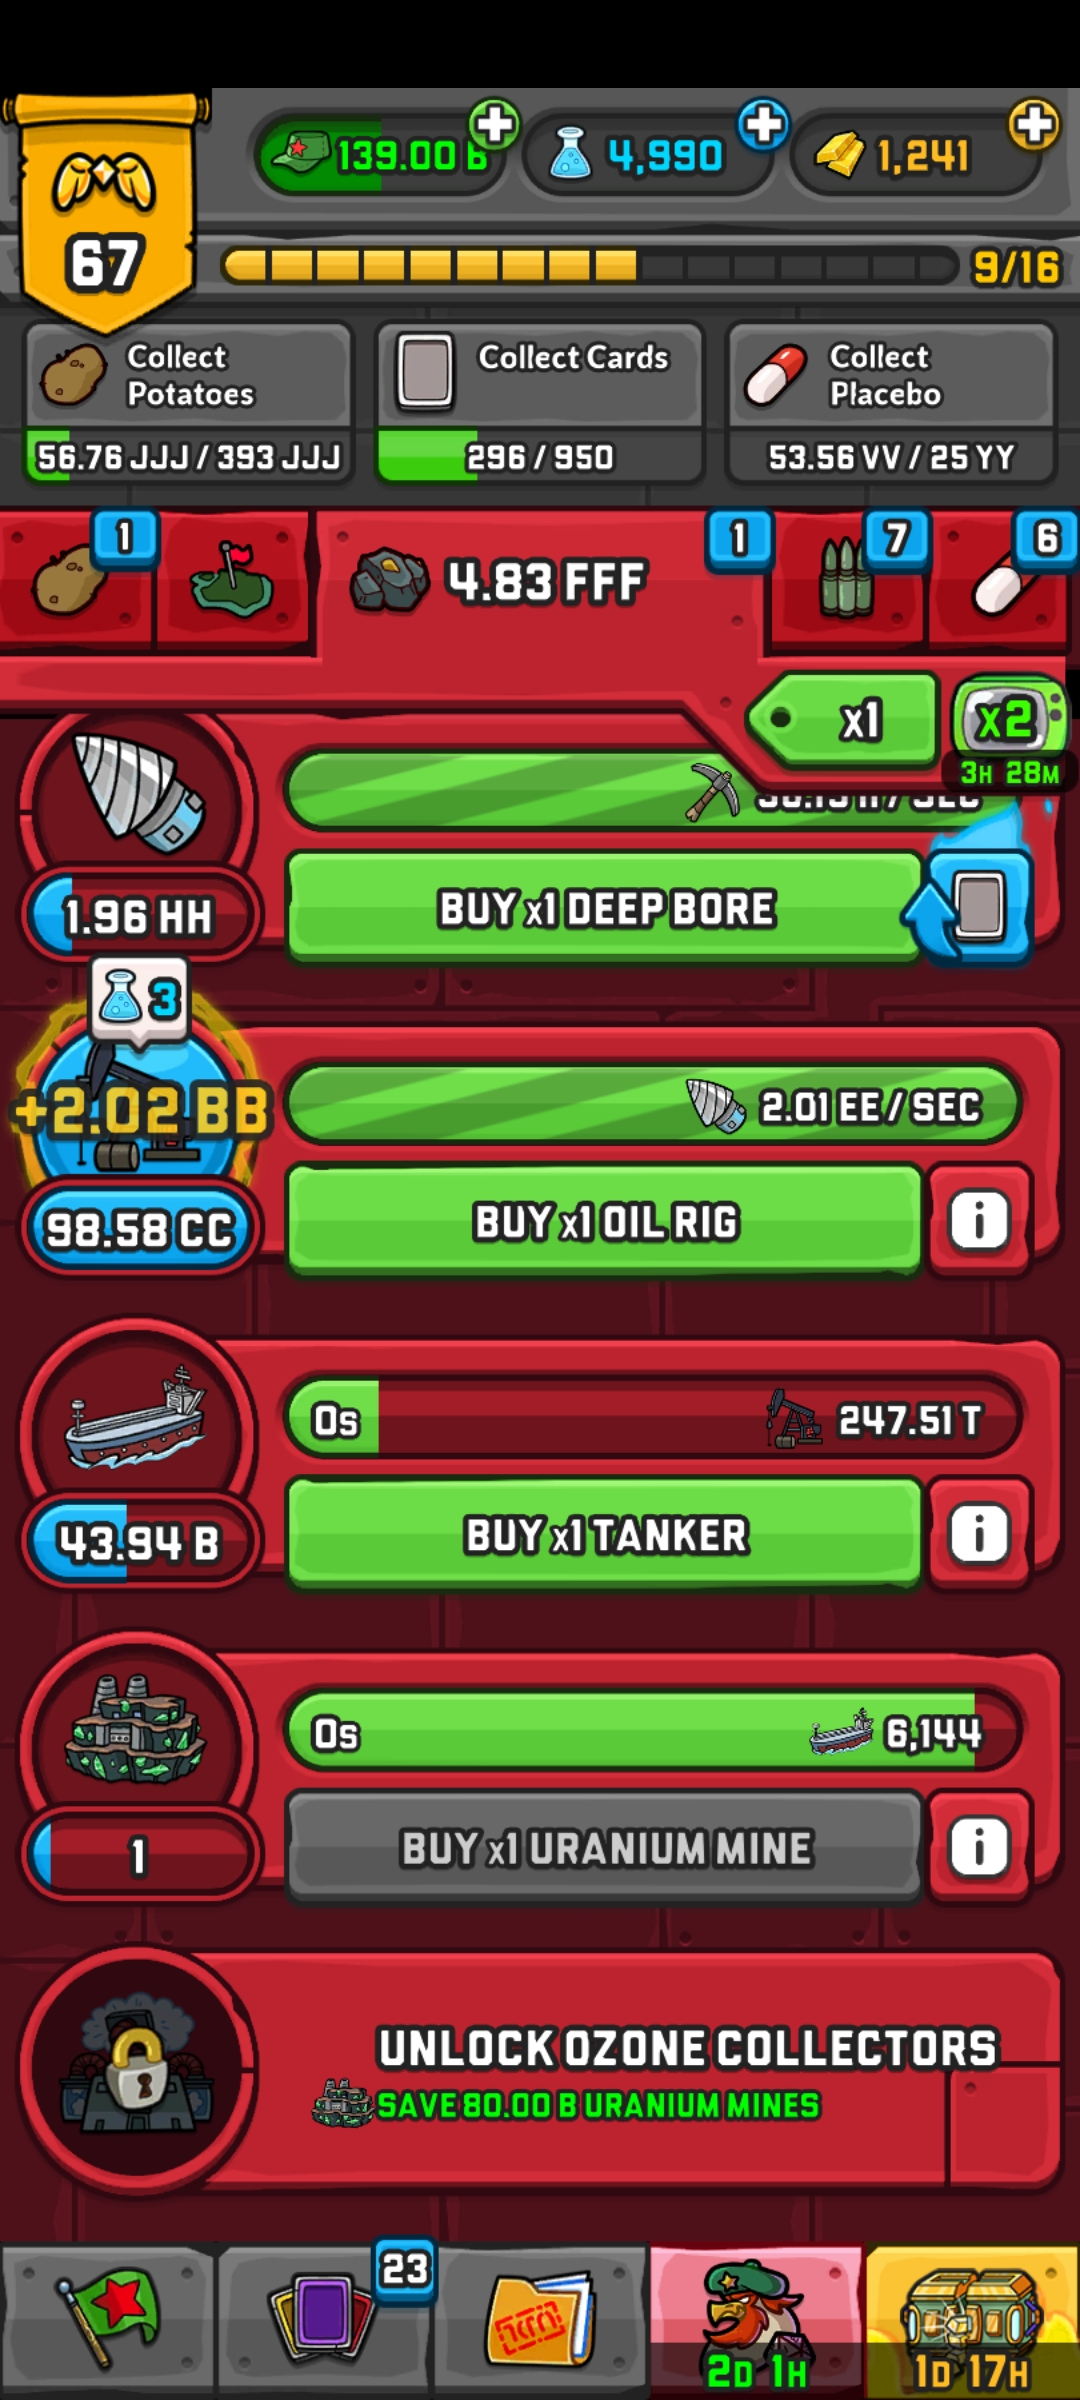 139.00 B
4,990
1,241
67
9/16
Collect
Potatoes
56.76 JJJ / 393 JJJ
Collect Cards
296 / 950
Collect
Placebo
53.56 VV / 25 YY
1
4.83 FFF
1
7
6
x1
x2
3H 28M
1.96 HH
BUY x1 DEEP BORE
3
+2.02 BB
2.01 EE / SEC
98.58 CC
BUY x1 OIL RIG
0s
247.51 T
43.94 B
BUY x1 TANKER
0s
6,144
1
BUY x1 URANIUM MINE
UNLOCK OZONE COLLECTORS
SAVE 80.00 B URANIUM MINES
23
2D 1H
1D 17H